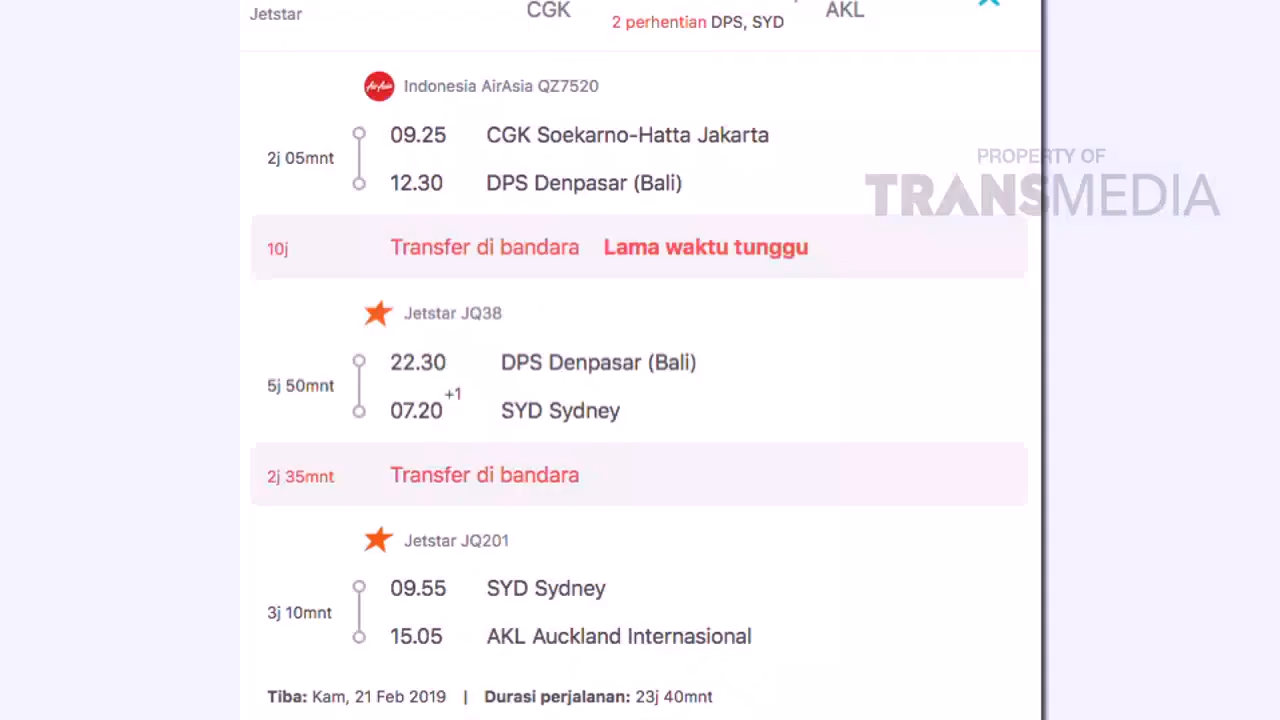 Jetstar
CGK
AKL
2 perhentian DPS, SYD
AirAsia
Indonesia AirAsia QZ7520
2j 05mnt
09.25 CGK Soekarno-Hatta Jakarta
12.30 DPS Denpasar (Bali)
PROPERTY OF
TRANSMEDIA
10j Transfer di bandara Lama waktu tunggu
Jetstar JQ38
5j 50mnt
22.30 DPS Denpasar (Bali)
07.20 +1 SYD Sydney
2j 35mnt Transfer di bandara
Jetstar JQ201
3j 10mnt
09.55 SYD Sydney
15.05 AKL Auckland Internasional
Tiba: Kam, 21 Feb 2019 | Durasi perjalanan: 23j 40mnt